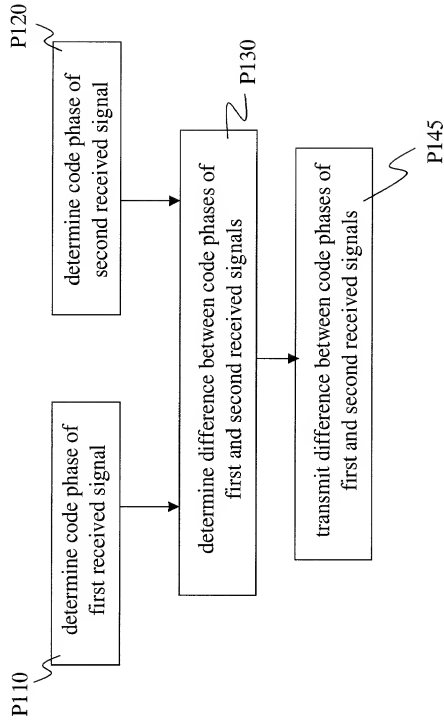 P110
determine code phase of
first received signal
P120
determine code phase of
second received signal
P130
determine difference between code phases of
first and second received signals
P145
transmit difference between code phases of
first and second received signals